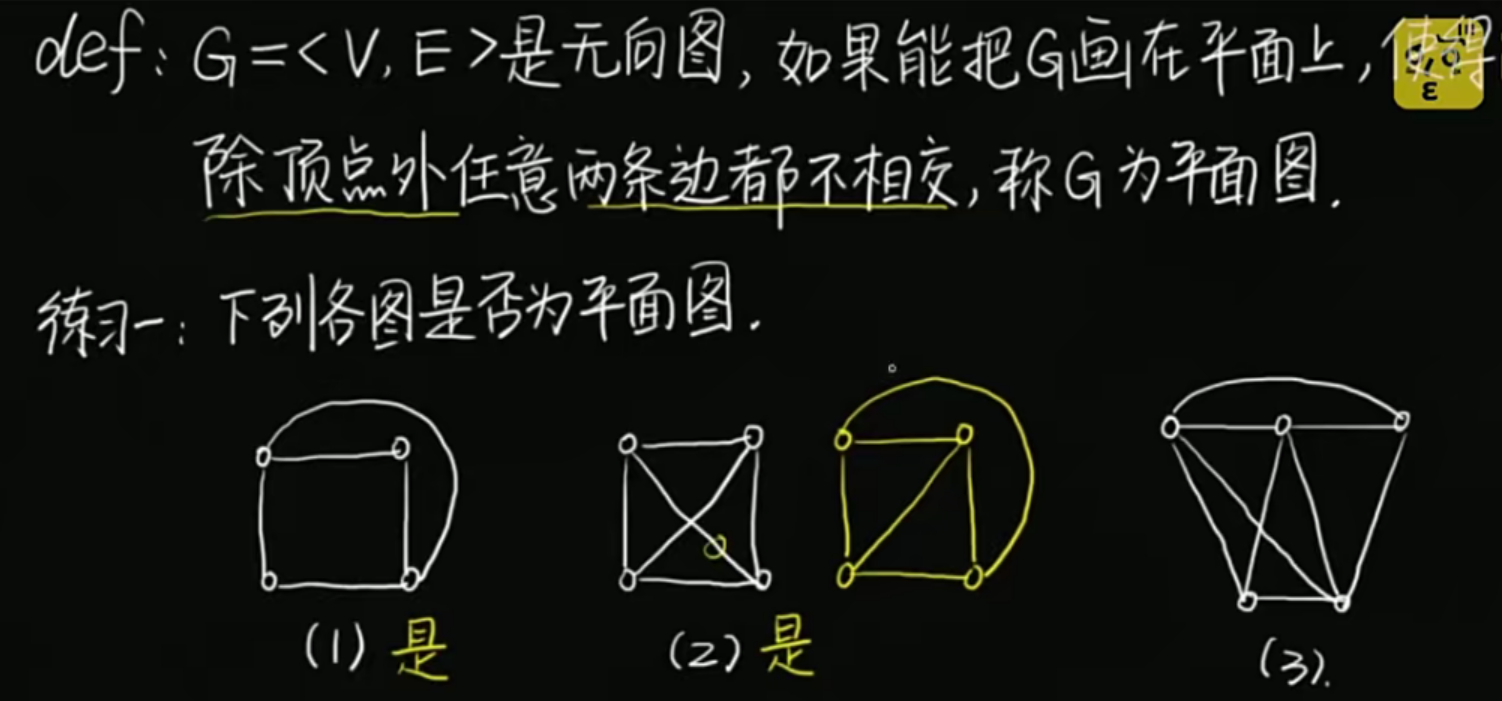 def: G=<V, E>是无向图, 如果能把G画在平面上, 使得
除顶点外任意两条边都不相交, 称G为平面图.
练习一: 下列各图是否为平面图.
(1) 是 (2) 是 (3).